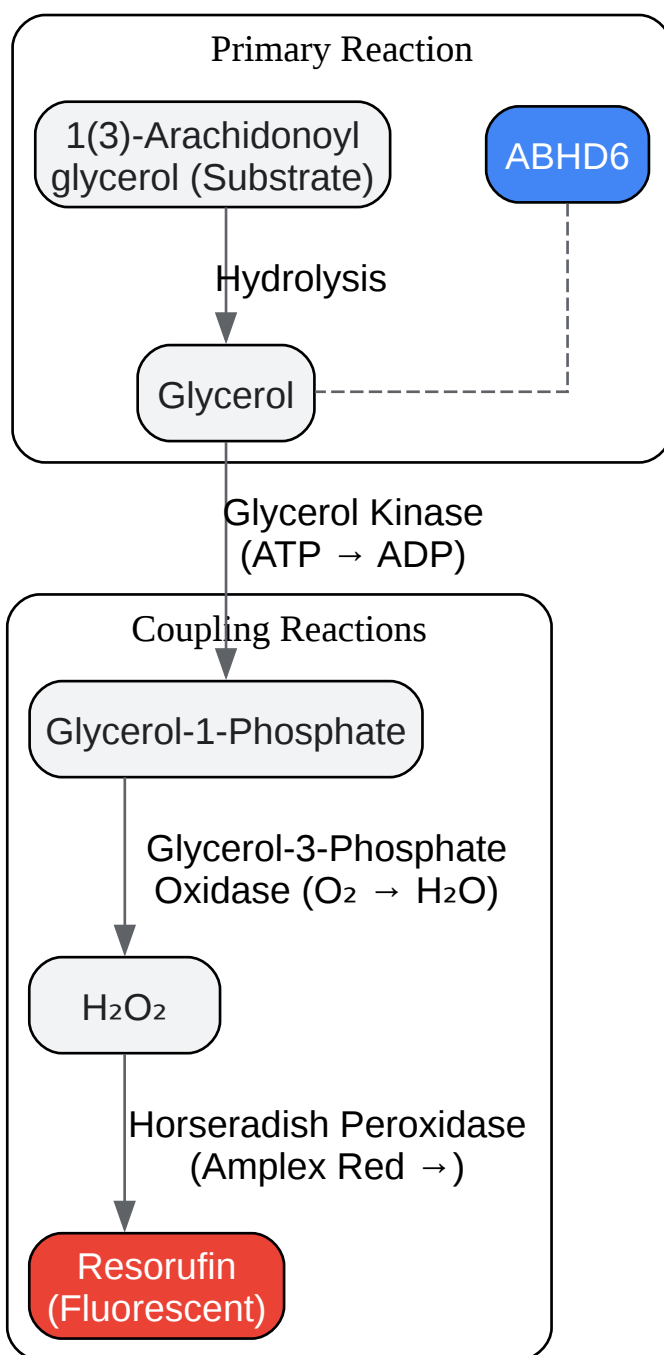 Primary Reaction
1(3)-Arachidonoyl
glycerol (Substrate)
ABHD6
Hydrolysis
Glycerol
Glycerol Kinase
(ATP → ADP)
Coupling Reactions
Glycerol-1-Phosphate
Glycerol-3-Phosphate
Oxidase (O₂ → H₂O)
H₂O₂
Horseradish Peroxidase
(Amplex Red →)
Resorufin
(Fluorescent)